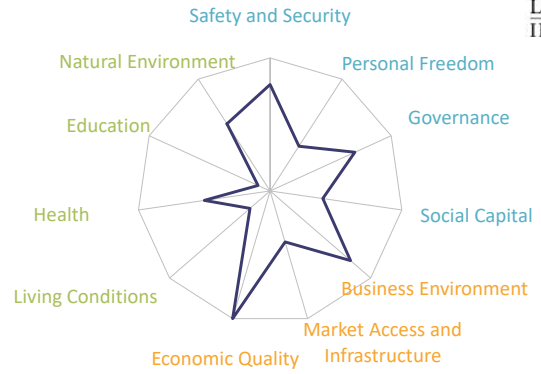 Safety and Security
Natural Environment
Personal Freedom
Education
Governance
Health
Social Capital
Living Conditions
Business Environment
Market Access and
Infrastructure
Economic Quality